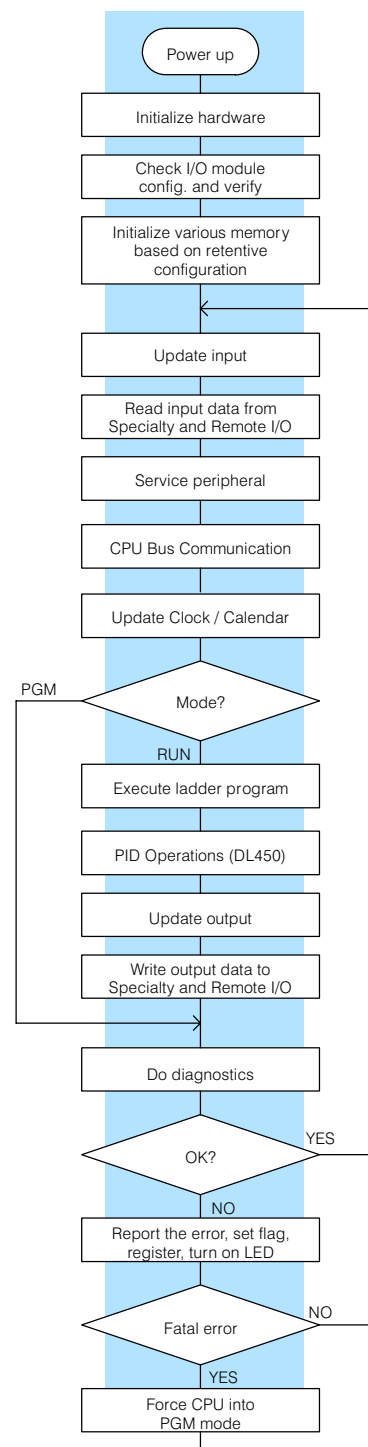 Power up
Initialize hardware
Check I/O module
config. and verify
Initialize various memory
based on retentive
configuration
Update input
Read input data from
Specialty and Remote I/O
Service peripheral
CPU Bus Communication
Update Clock / Calendar
PGM
Mode?
RUN
Execute ladder program
PID Operations (DL450)
Update output
Write output data to
Specialty and Remote I/O
Do diagnostics
OK?
YES
NO
Report the error, set flag,
register, turn on LED
Fatal error
NO
YES
Force CPU into
PGM mode